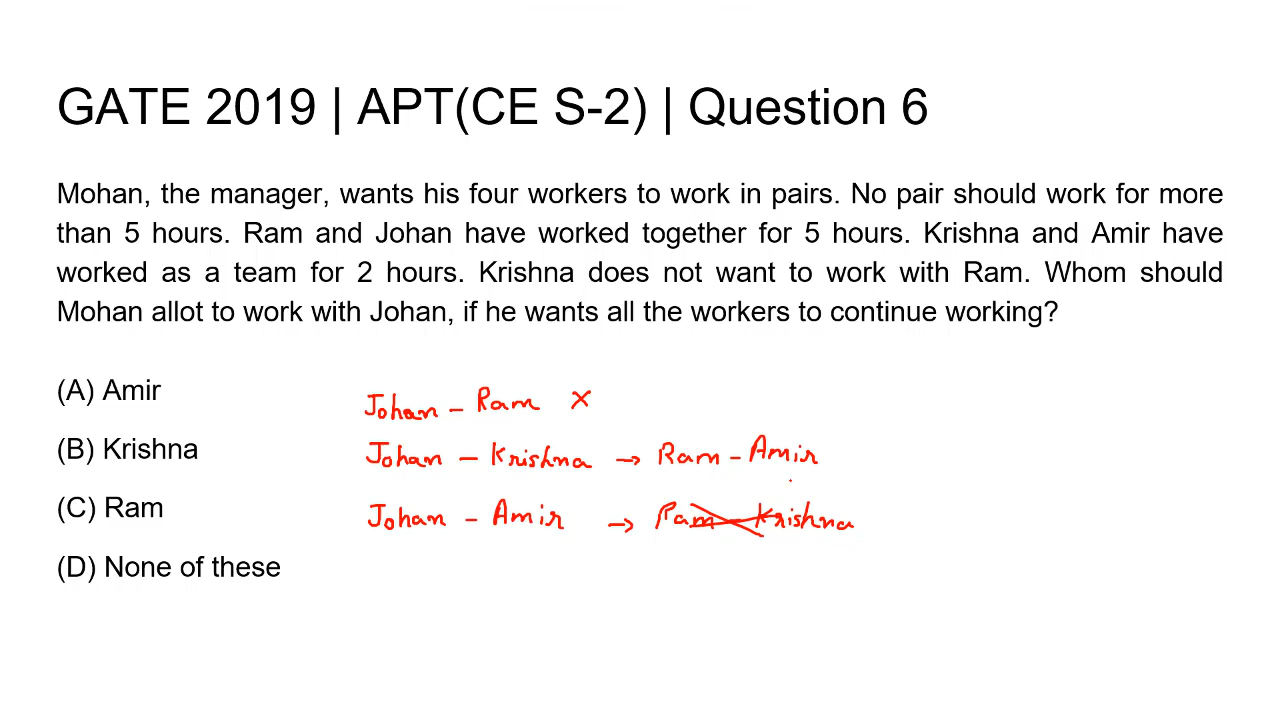 GATE 2019 | APT(CE S-2) | Question 6
Mohan, the manager, wants his four workers to work in pairs. No pair should work for more
than 5 hours. Ram and Johan have worked together for 5 hours. Krishna and Amir have
worked as a team for 2 hours. Krishna does not want to work with Ram. Whom should
Mohan allot to work with Johan, if he wants all the workers to continue working?
(A) Amir
Johan - Ram ×
(B) Krishna
Johan - Krishna → Ram - Amir
(C) Ram
Johan - Amir → Ram - Krishna
(D) None of these